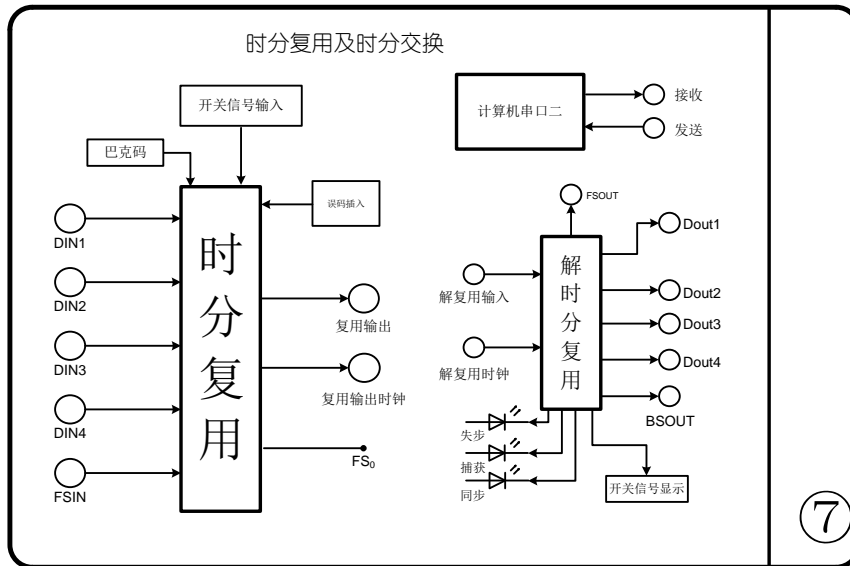 时分复用及时分交换
开关信号输入
巴克码
误码插入
DIN1
DIN2
DIN3
DIN4
FSIN
时分复用
复用输出
复用输出时钟
FS₀
计算机串口二
接收
发送
FSOUT
解时分复用
解复用输入
解复用时钟
Dout1
Dout2
Dout3
Dout4
BSOUT
失步
捕获
同步
开关信号显示
7